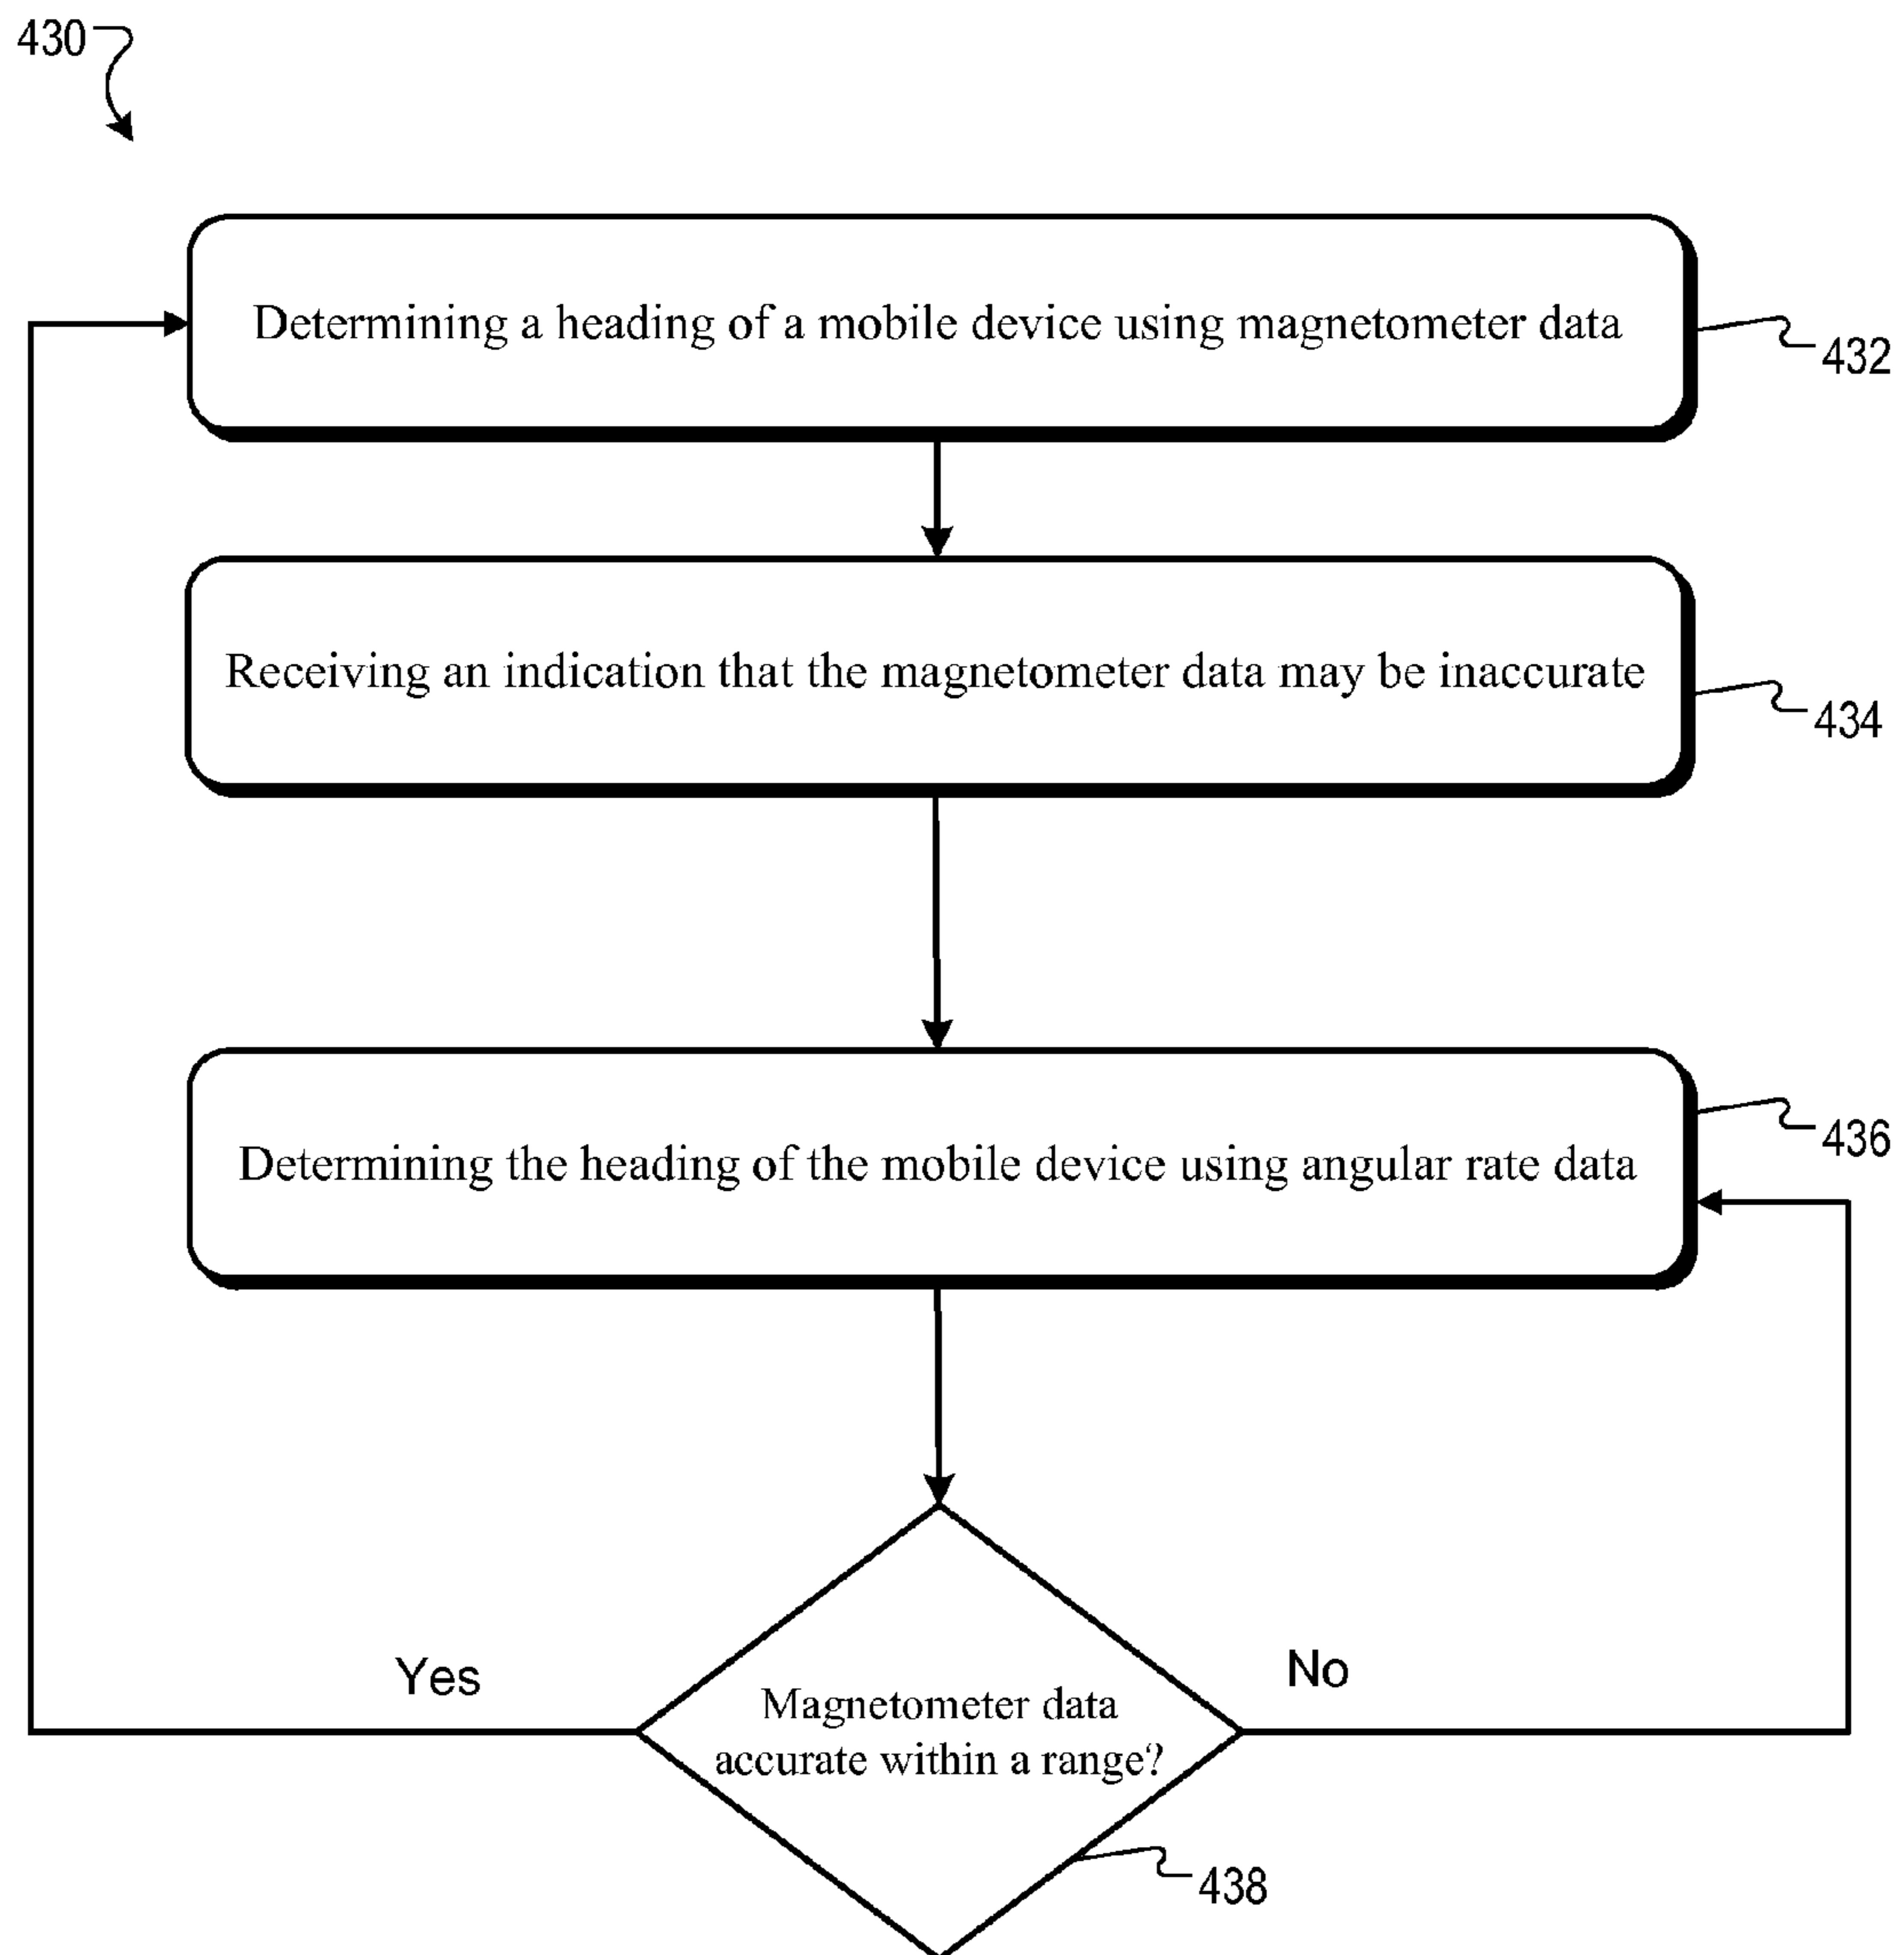 430
Determining a heading of a mobile device using magnetometer data
432
Receiving an indication that the magnetometer data may be inaccurate
434
Determining the heading of the mobile device using angular rate data
436
Yes
No
Magnetometer data
accurate within a range?
438